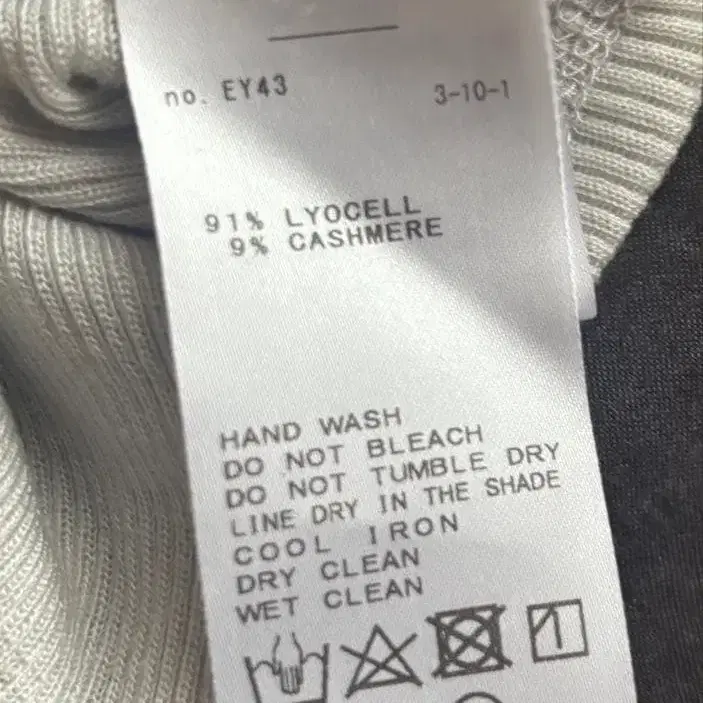 no. EY43 3-10-1
91% LYOCELL
9% CASHMERE
HAND WASH
DO NOT BLEACH
DO NOT TUMBLE DRY
LINE DRY IN THE SHADE
COOL IRON
DRY CLEAN
WET CLEAN